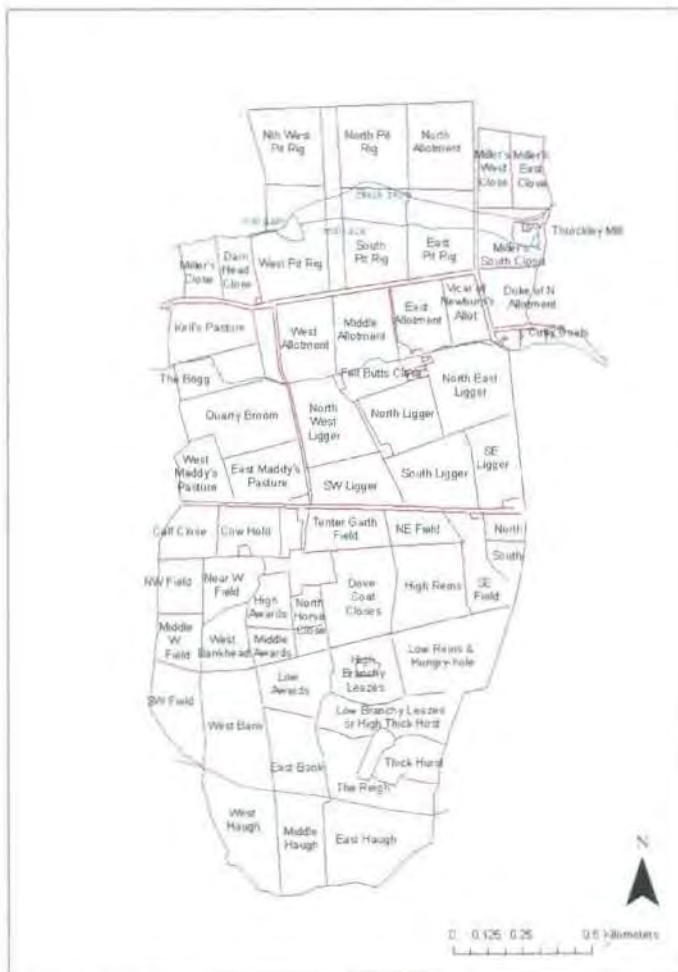 Nth West
Pit Rig
North Pit
Rig
North
Allotment
Miller's
West
Close
Miller's
East
Close
Throckley Mill
Miller's
South Close
Miller's
Close
Dam
Head
Close
West Pit Rig
South
Pit Rig
East
Pit Rig
Duke of N
Allotment
Kell's Pasture
West
Allotment
Middle
Allotment
East
Allotment
Vicar of
Newburn's
Allot
The Bogg
Fell Butts Close
North East
Ligger
Quarry Broom
North
West
Ligger
North Ligger
West
Maddy's
Pasture
East Maddy's
Pasture
SW Ligger
South Ligger
SE
Ligger
Calf Close
Cow Hold
Tenter Garth
Field
NE Field
North
South
NW Field
Near W
Field
High
Awards
North
Horse
Close
Dove
Coat
Closes
High Reins
SE
Field
Middle
W
Field
West
Bankhead
Middle
Awards
Low Reins &
Hungry-hole
Low
Awards
High
Branchy
Leazes
SW Field
West Bank
Low Branchy Leazes
or High Thick Hirst
East Bank
Thick Hurst
The Reigh
West
Haugh
Middle
Haugh
East Haugh
N
0 0.125 0.25 0.5 kilometers